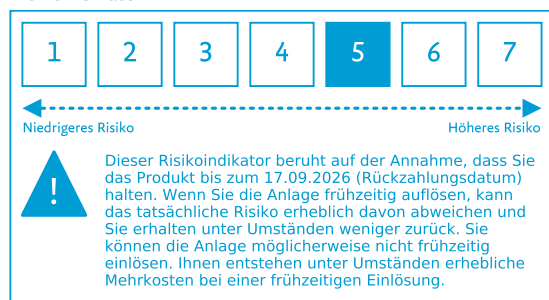 1 2 3 4 5 6 7
Niedrigeres Risiko Höheres Risiko
!
Dieser Risikoindikator beruht auf der Annahme, dass Sie
das Produkt bis zum 17.09.2026 (Rückzahlungsdatum)
halten. Wenn Sie die Anlage frühzeitig auflösen, kann
das tatsächliche Risiko erheblich davon abweichen und
Sie erhalten unter Umständen weniger zurück. Sie
können die Anlage möglicherweise nicht frühzeitig
einlösen. Ihnen entstehen unter Umständen erhebliche
Mehrkosten bei einer frühzeitigen Einlösung.